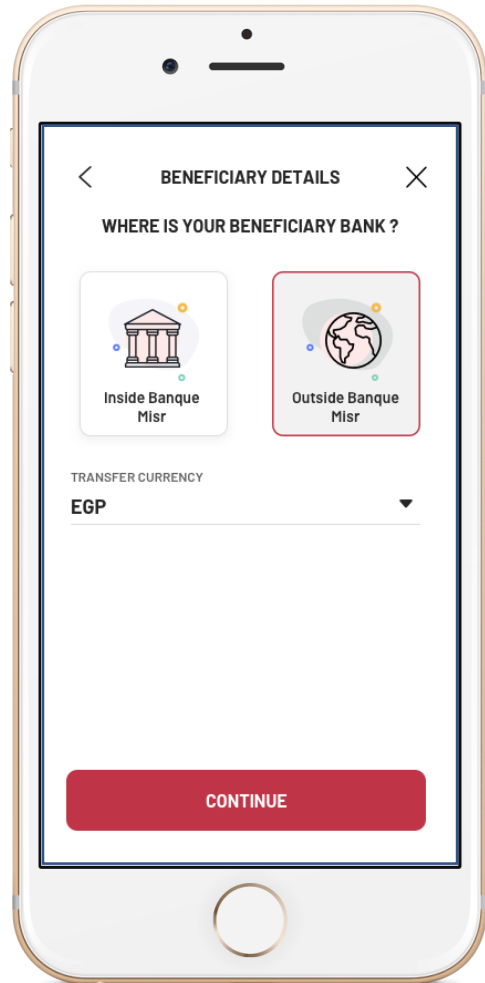 BENEFICIARY DETAILS
WHERE IS YOUR BENEFICIARY BANK ?
Inside Banque
Misr
Outside Banque
Misr
TRANSFER CURRENCY
EGP
CONTINUE